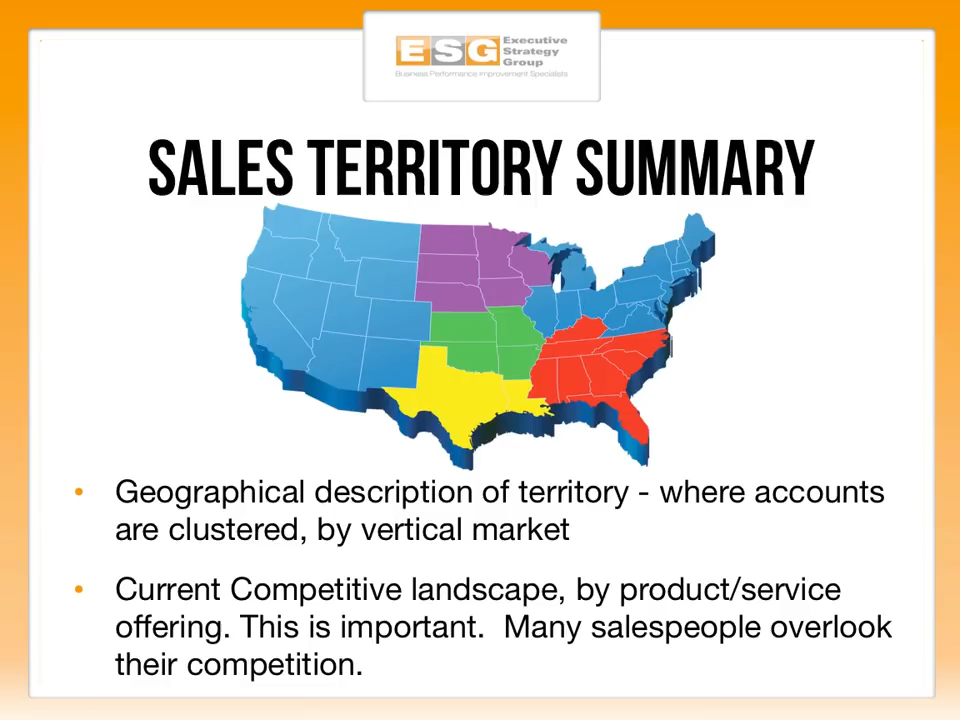 ESG Executive
Strategy
Group
Business Performance Improvement Specialists
SALES TERRITORY SUMMARY
• Geographical description of territory - where accounts
are clustered, by vertical market
• Current Competitive landscape, by product/service
offering. This is important.  Many salespeople overlook
their competition.